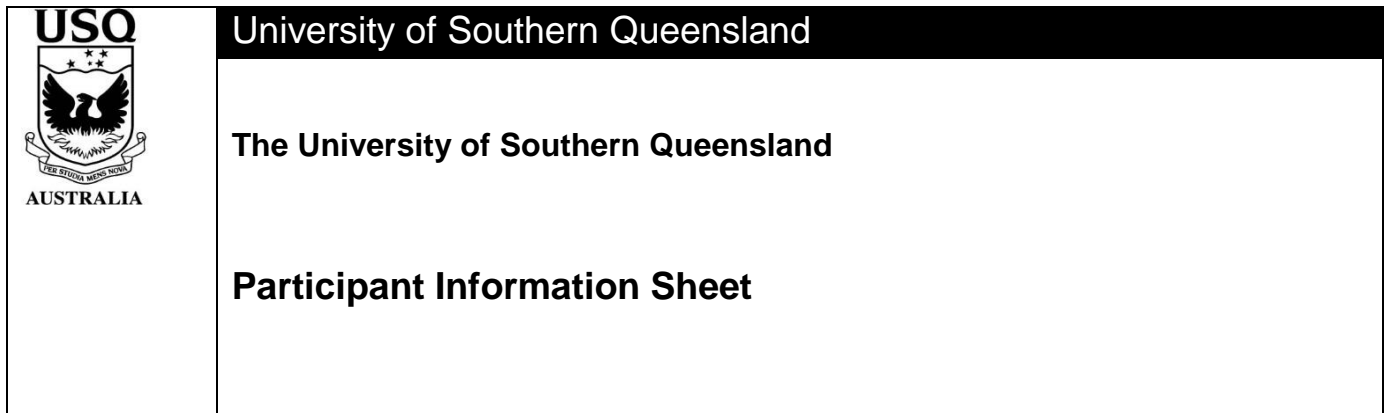 USQ
PER STUDIA MENS NOVA
AUSTRALIA
University of Southern Queensland
The University of Southern Queensland
Participant Information Sheet